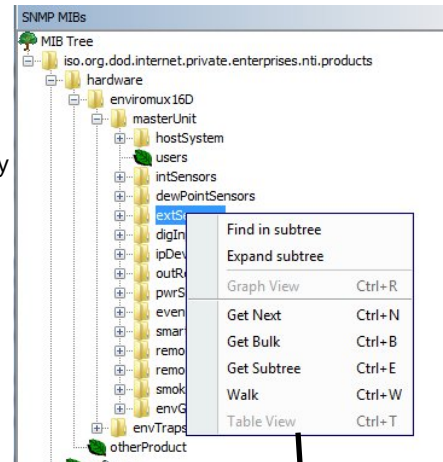 SNMP MIBs
MIB Tree
iso.org.dod.internet.private.enterprises.nti.products
hardware
enviromux16D
masterUnit
hostSystem
users
intSensors
dewPointSensors
extS
digIn
ipDev
outRe
pwrS
even
smar
remo
remo
smok
envG
envTraps
otherProduct
Find in subtree
Expand subtree
Graph View Ctrl+R
Get Next Ctrl+N
Get Bulk Ctrl+B
Get Subtree Ctrl+E
Walk Ctrl+W
Table View Ctrl+T
y